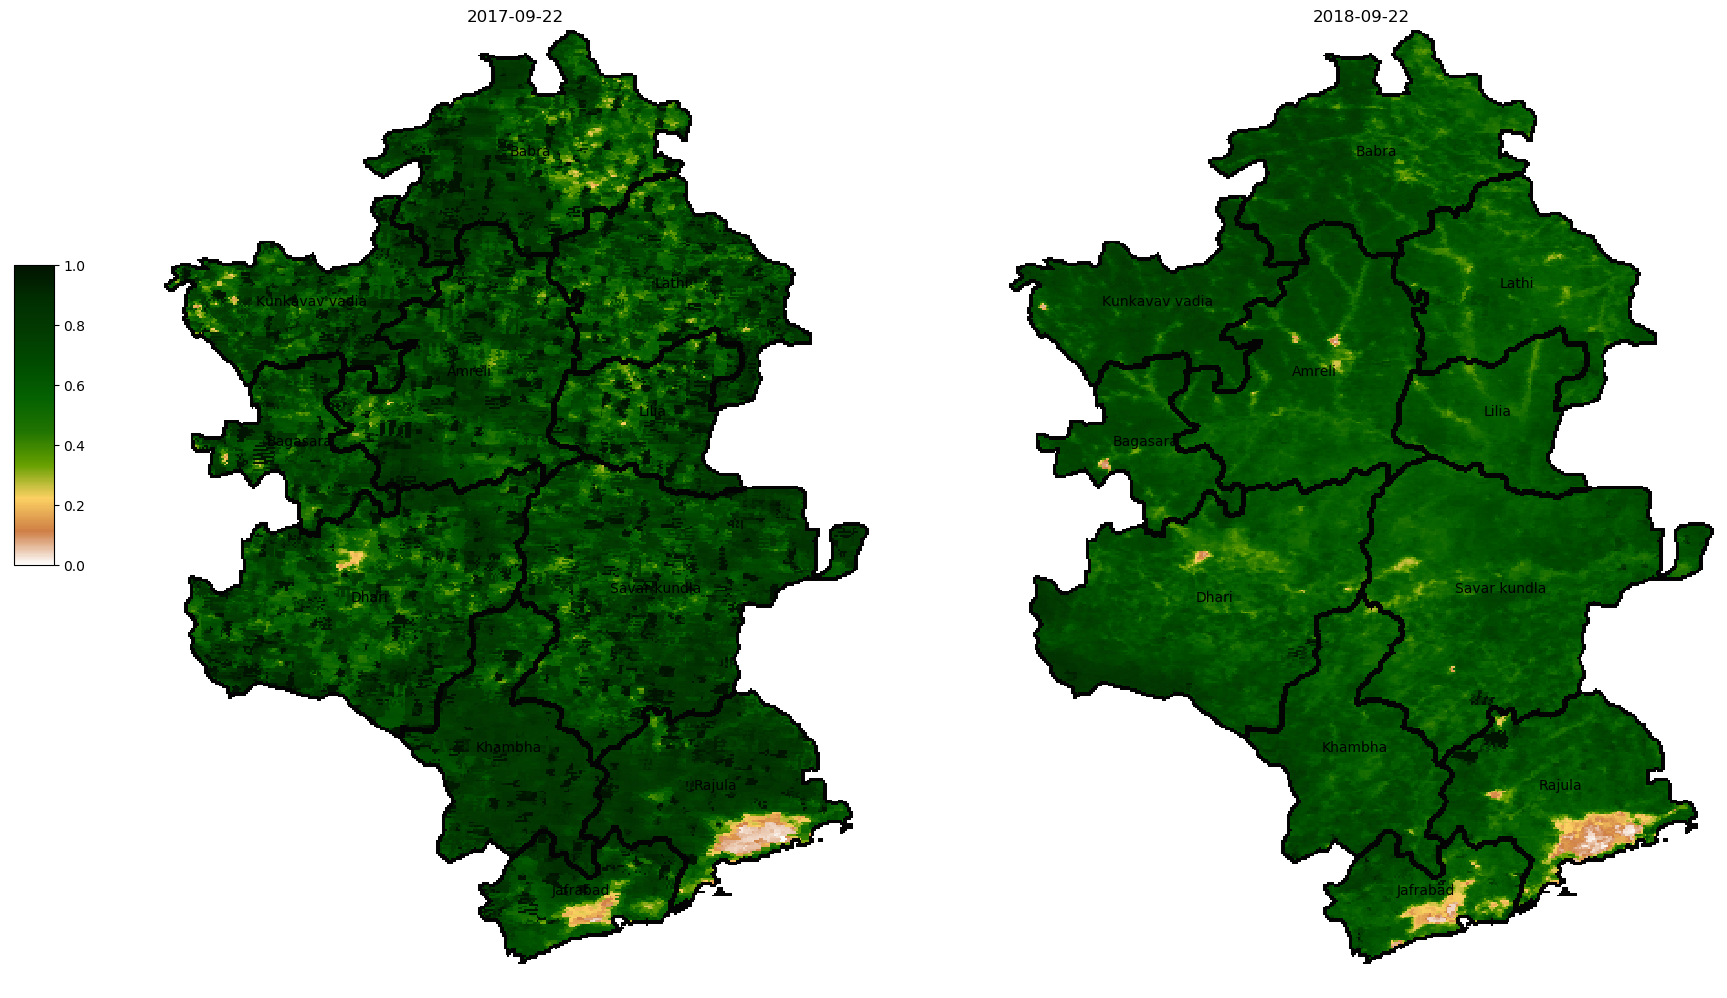 2017-09-22
2018-09-22
Babra
Lathi
Kunkavav vadia
Amreli
Lilia
Bagasara
Dhari
Savar kundla
Khambha
Rajula
Jafrabad
Babra
Lathi
Kunkavav vadia
Amreli
Lilia
Bagasara
Dhari
Savar kundla
Khambha
Rajula
Jafrabad
1.0
0.8
0.6
0.4
0.2
0.0